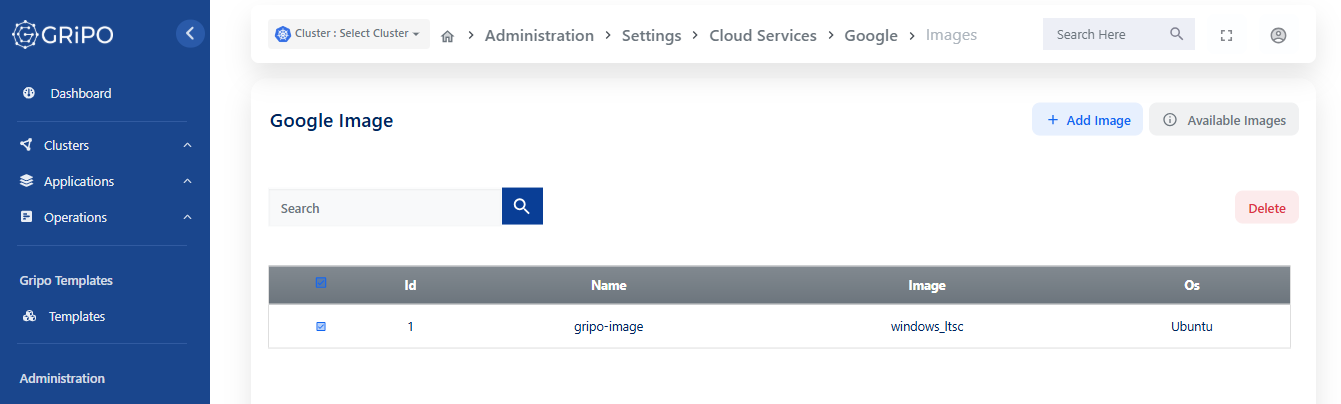 GRiPO
Cluster : Select Cluster
Administration
Settings
Cloud Services
Google
Images
Search Here
Dashboard
Clusters
Applications
Operations
Gripo Templates
Templates
Administration
Google Image
+ Add Image
Available Images
Search
Delete
Id Name Image Os
1 gripo-image windows_ltsc Ubuntu